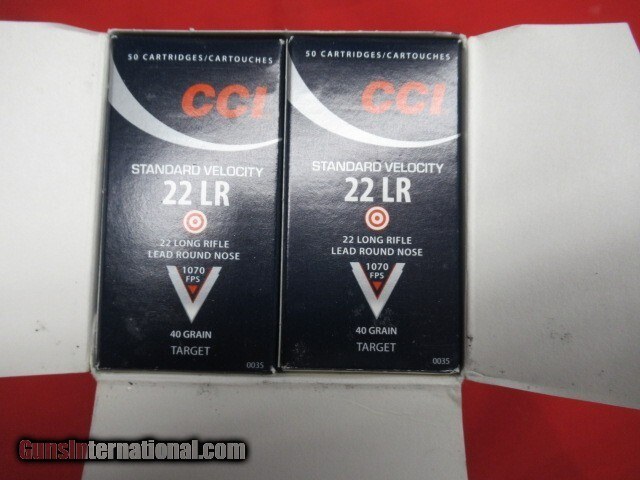 50 CARTRIDGES/CARTOUCHES
CCI
STANDARD VELOCITY
22 LR
22 LONG RIFLE
LEAD ROUND NOSE
1070
FPS
40 GRAIN
TARGET
0035
50 CARTRIDGES/CARTOUCHES
CCI
STANDARD VELOCITY
22 LR
22 LONG RIFLE
LEAD ROUND NOSE
1070
FPS
40 GRAIN
TARGET
0035
GunsInternational.com